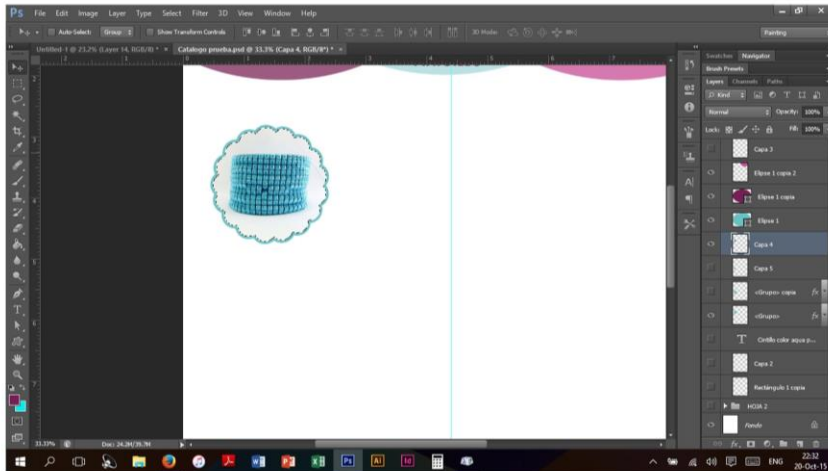 Ps File Edit Image Layer Type Select Filter 3D View Window Help
Auto-Select: Group Show Transform Controls 3D Mode: Painting
Untitled-1 @ 23.2% (Layer 14, RGB/8) * × Catalogo prueba.psd @ 33.3% (Capa 4, RGB/8*) * ×
Swatches Navigator
Brush Presets
Layers Channels Paths
Kind
Normal Opacity: 100%
Lock: Fill: 100%
Capa 3
Elipse 1 copia 2
Elipse 1 copia
Elipse 1
Capa 4
Capa 5
<Grupo> copia fx
<Grupo> fx
T Cintillo color aqua p...
Capa 2
Rectángulo 1 copia
HOJA 2
Fondo
33.33% Doc: 24.2M/39.7M
ENG 22:32
20-Oct-15